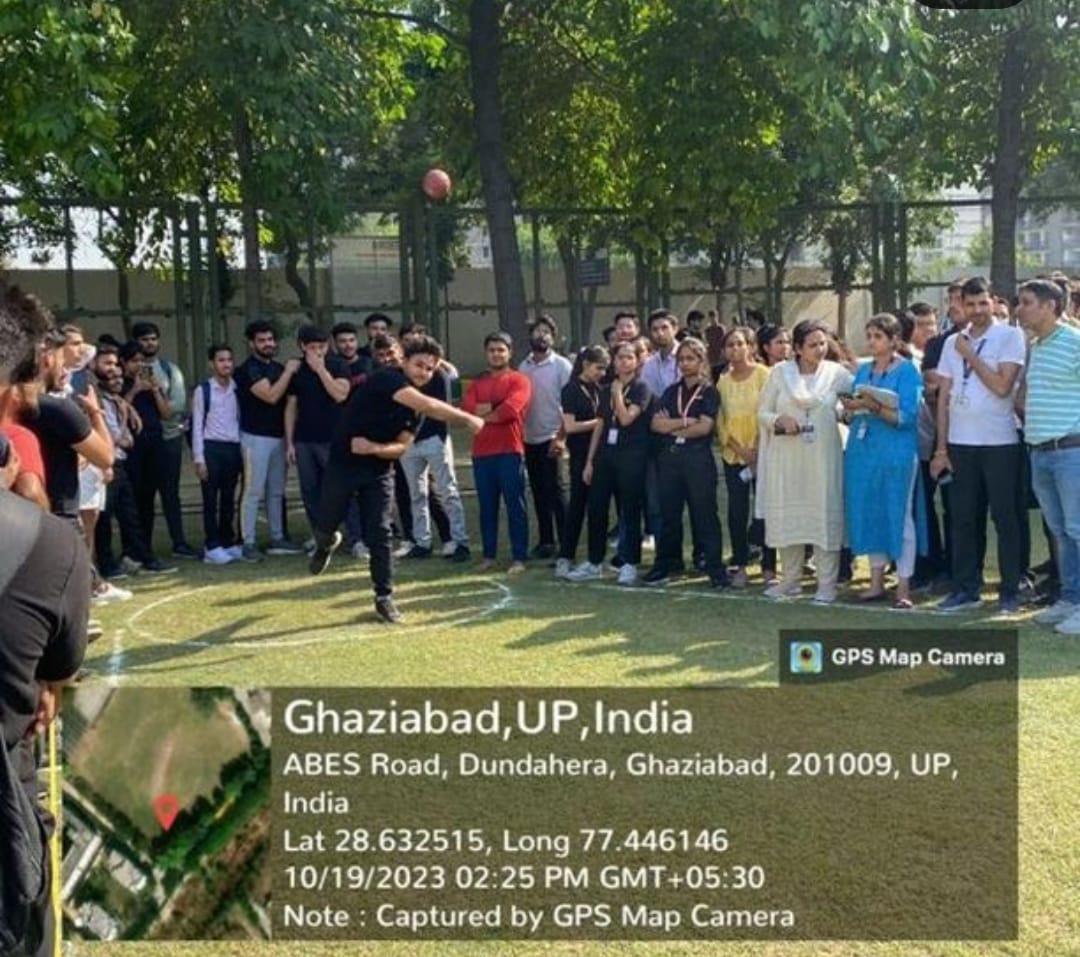 GPS Map Camera
Ghaziabad,UP,India
ABES Road, Dundahera, Ghaziabad, 201009, UP,
India
Lat 28.632515, Long 77.446146
10/19/2023 02:25 PM GMT+05:30
Note : Captured by GPS Map Camera